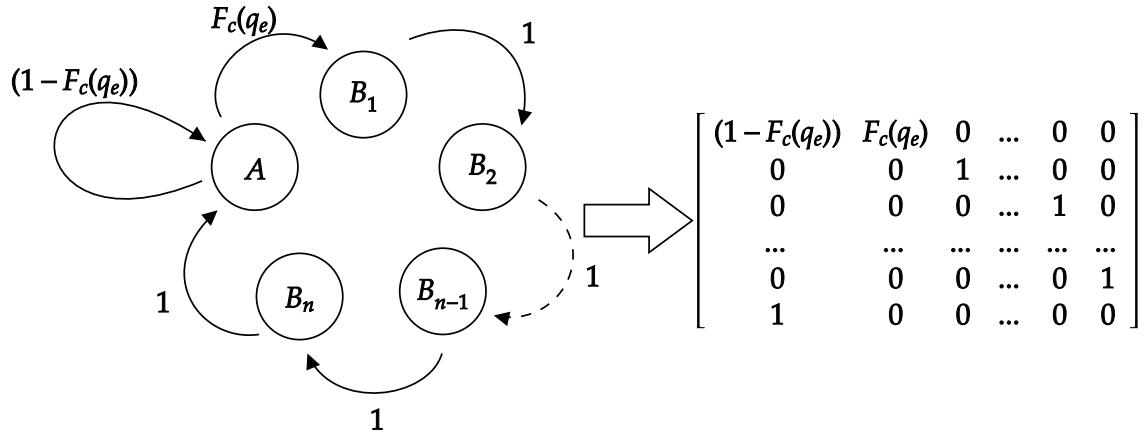 F_c(q_e)
1
(1 – F_c(q_e))
B_1
A
B_2
1
B_n
B_{n–1}
1
1
(1 – F_c(q_e)) F_c(q_e) 0 ... 0 0
0 0 1 ... 0 0
0 0 0 ... 1 0
... ... ... ... ... ...
0 0 0 ... 0 1
1 0 0 ... 0 0